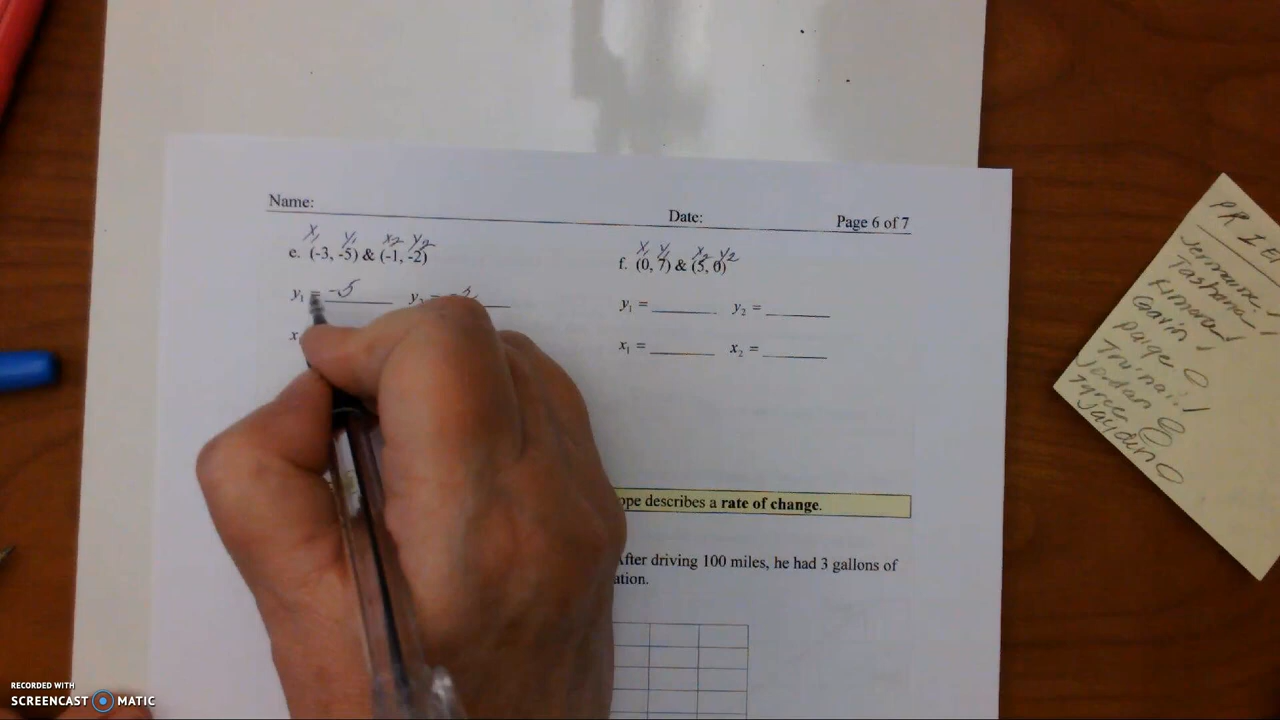 Name:
Date:
Page 6 of 7
x₁ y₁ x₂ y₂
e. (-3, -5) & (-1, -2)
y₁ = -5 y₂
x
x₁ y₁ x₂ y₂
f. (0, 7) & (5, 0)
y₁ = ______ y₂ = ______
x₁ = ______ x₂ = ______
ope describes a rate of change.
After driving 100 miles, he had 3 gallons of
ation.
Jermaine
Tashana
Kimora
Gavin
Paige
Jordan
Tyree
Jaydin
RECORDED WITH
SCREENCAST MATIC